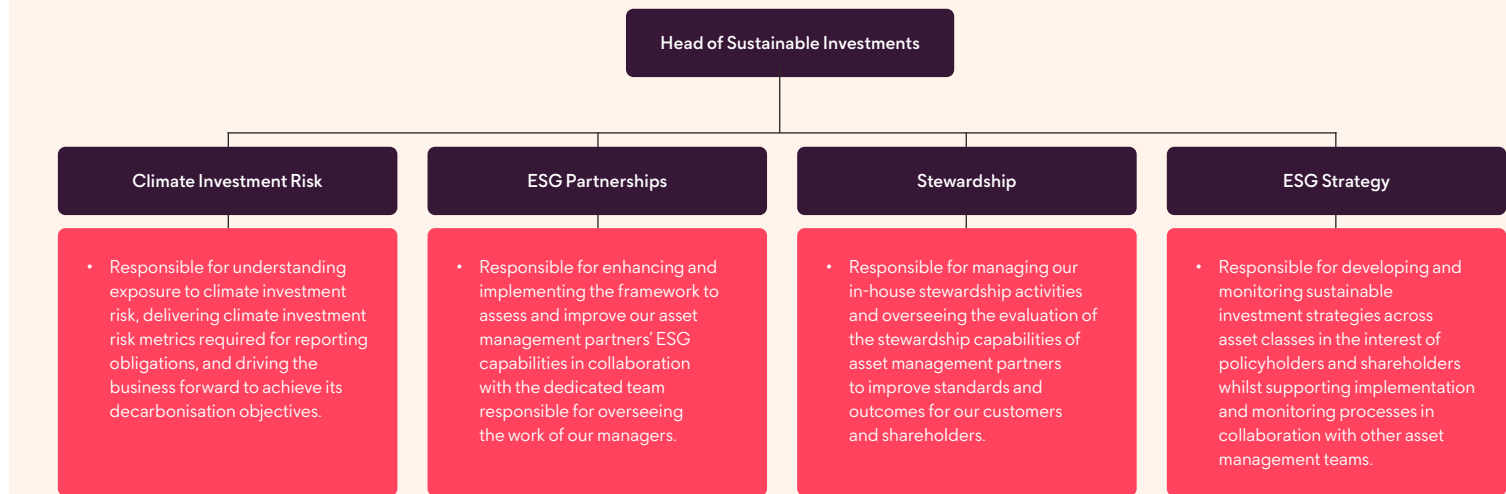 Head of Sustainable Investments
Climate Investment Risk
• Responsible for understanding
exposure to climate investment
risk, delivering climate investment
risk metrics required for reporting
obligations, and driving the
business forward to achieve its
decarbonisation objectives.
ESG Partnerships
• Responsible for enhancing and
implementing the framework to
assess and improve our asset
management partners’ ESG
capabilities in collaboration
with the dedicated team
responsible for overseeing
the work of our managers.
Stewardship
• Responsible for managing our
in-house stewardship activities
and overseeing the evaluation of
the stewardship capabilities of
asset management partners
to improve standards and
outcomes for our customers
and shareholders.
ESG Strategy
• Responsible for developing and
monitoring sustainable
investment strategies across
asset classes in the interest of
policyholders and shareholders
whilst supporting implementation
and monitoring processes in
collaboration with other asset
management teams.